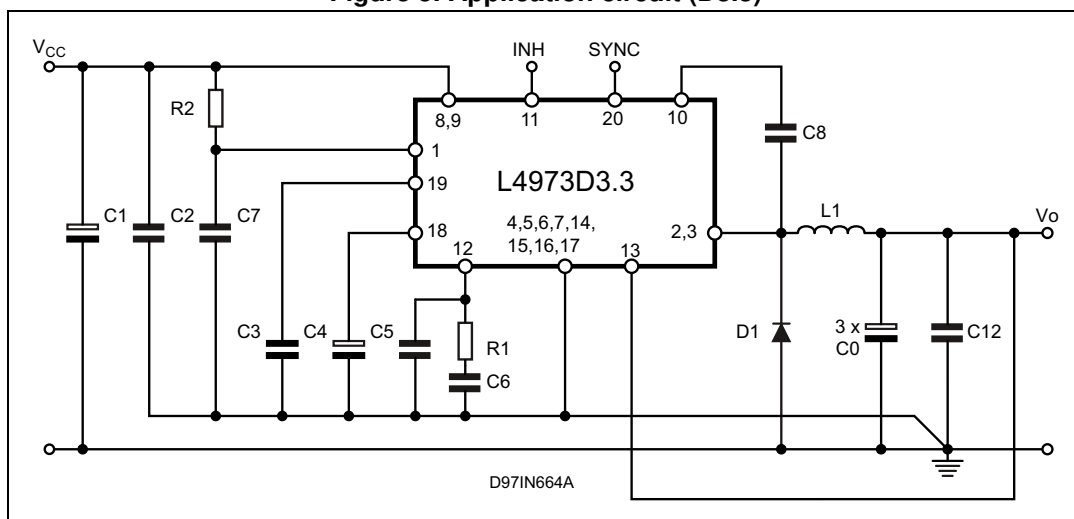 Figure Application circuit
VCC
INH
SYNC
R2
8,9
11
20
10
C8
1
19
L4973D3.3
18
4,5,6,7,14,
15,16,17
2,3
L1
Vo
12
13
C1
C2
C7
C3
C4
C5
R1
C6
D1
3 x
C0
C12
D97IN664A